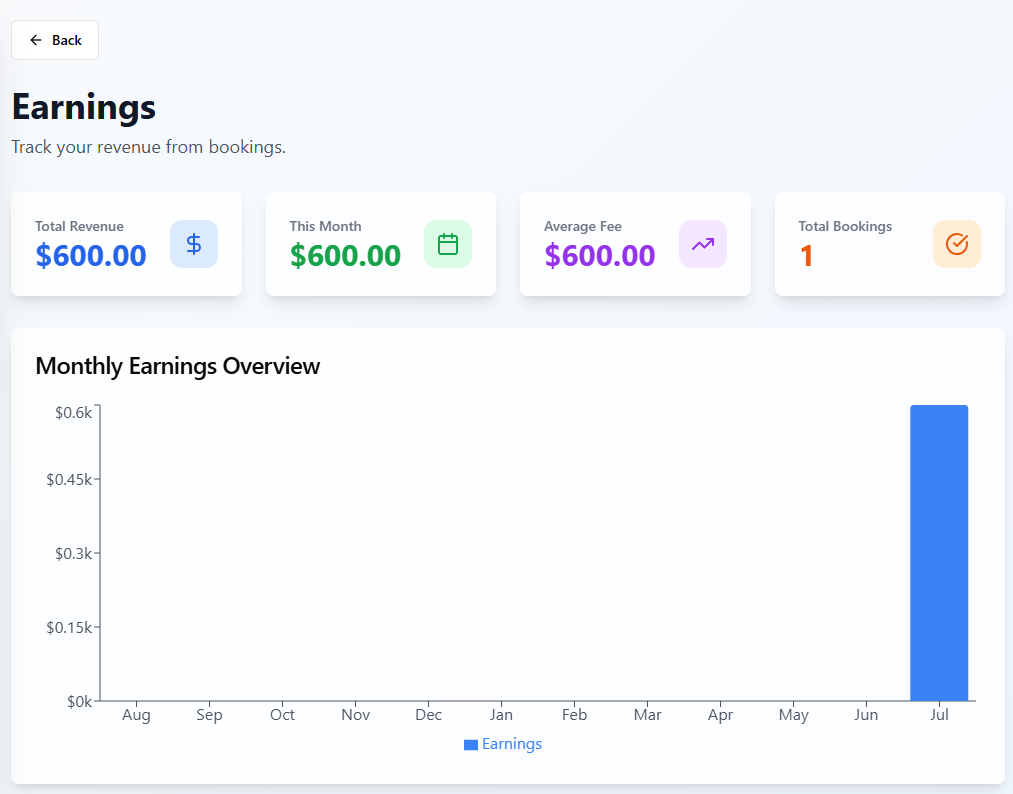 Back
Earnings
Track your revenue from bookings.
Total Revenue
$600.00
This Month
$600.00
Average Fee
$600.00
Total Bookings
1
Monthly Earnings Overview
$0.6k
$0.45k
$0.3k
$0.15k
$0k
Aug Sep Oct Nov Dec Jan Feb Mar Apr May Jun Jul
Earnings